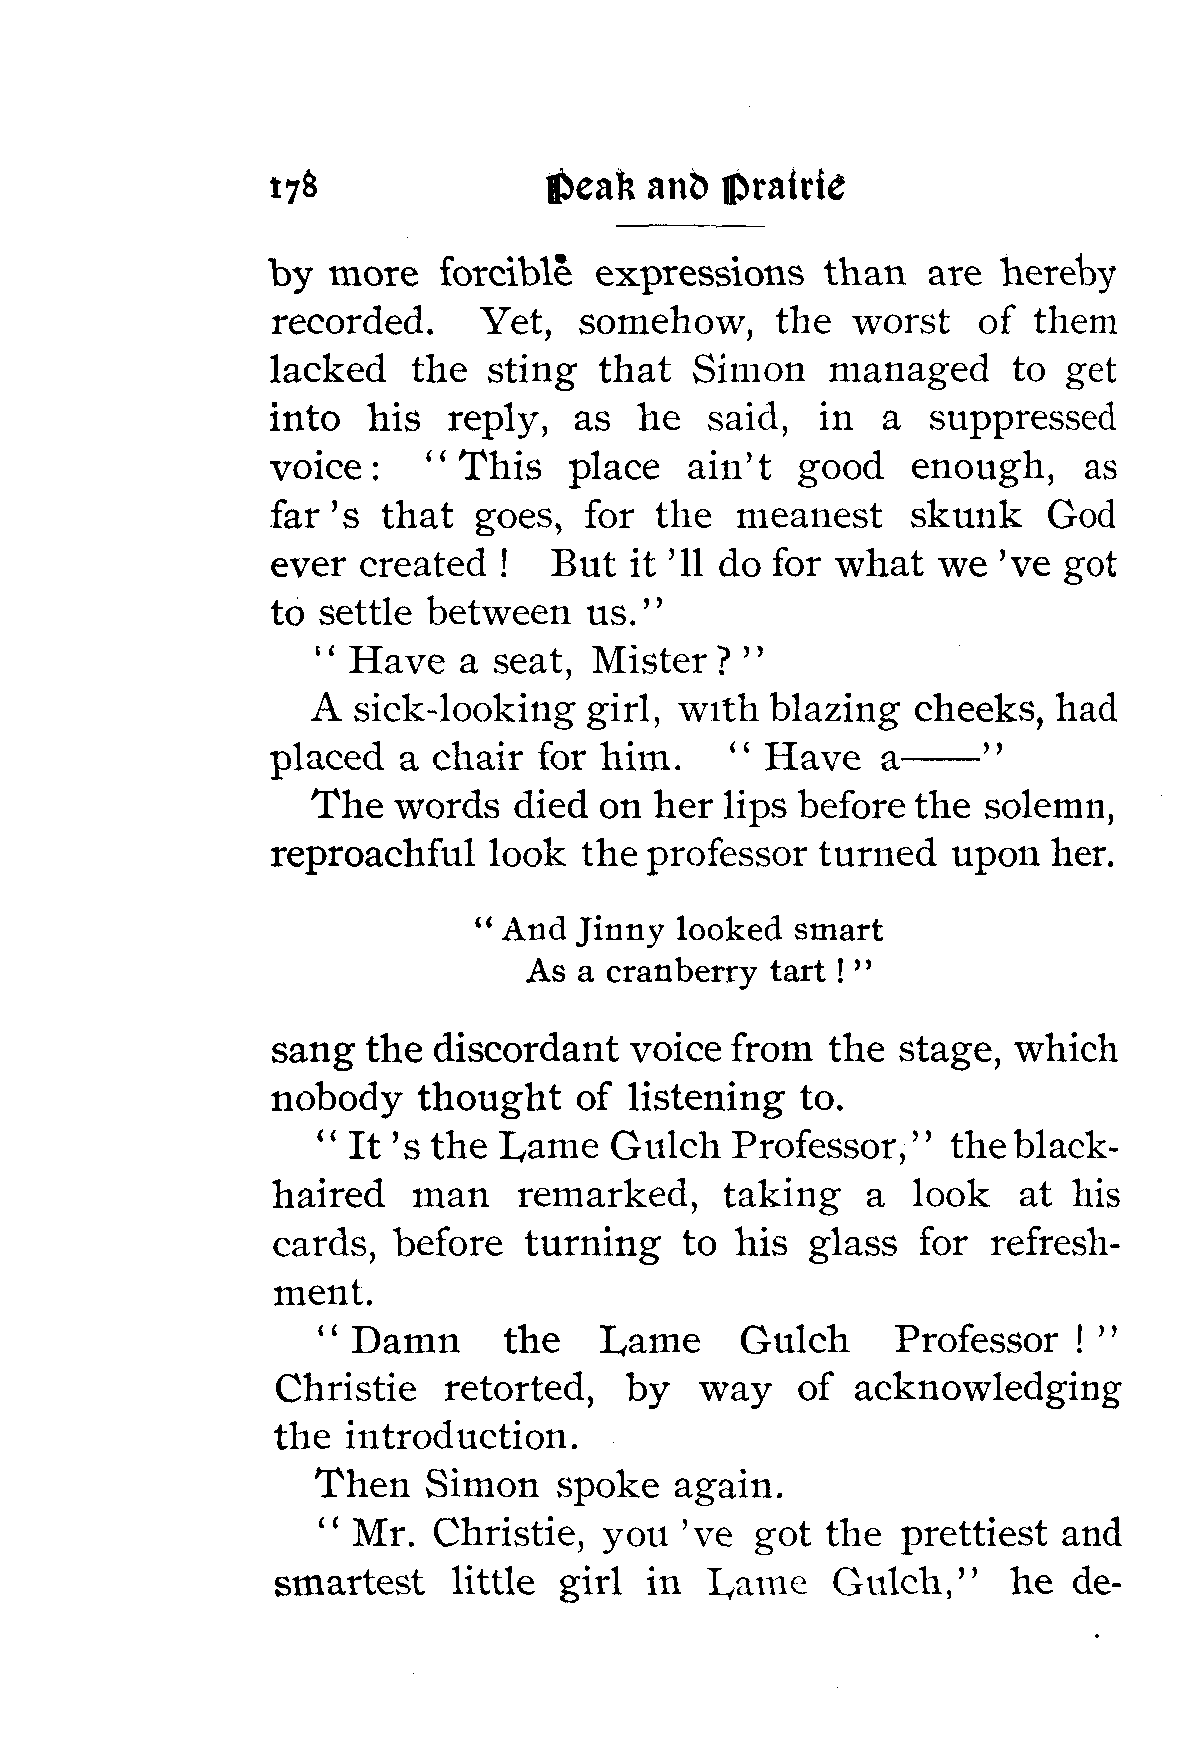 178 Peak and Prairie
by more forcible expressions than are hereby
recorded. Yet, somehow, the worst of them
lacked the sting that Simon managed to get
into his reply, as he said, in a suppressed
voice: "This place ain't good enough, as
far 's that goes, for the meanest skunk God
ever created! But it 'll do for what we 've got
to settle between us."
"Have a seat, Mister?"
A sick-looking girl, with blazing cheeks, had
placed a chair for him. "Have a——"
The words died on her lips before the solemn,
reproachful look the professor turned upon her.
"And Jinny looked smart
As a cranberry tart!"
sang the discordant voice from the stage, which
nobody thought of listening to.
"It 's the Lame Gulch Professor," the black-
haired man remarked, taking a look at his
cards, before turning to his glass for refresh-
ment.
"Damn the Lame Gulch Professor!"
Christie retorted, by way of acknowledging
the introduction.
Then Simon spoke again.
"Mr. Christie, you 've got the prettiest and
smartest little girl in Lame Gulch," he de-